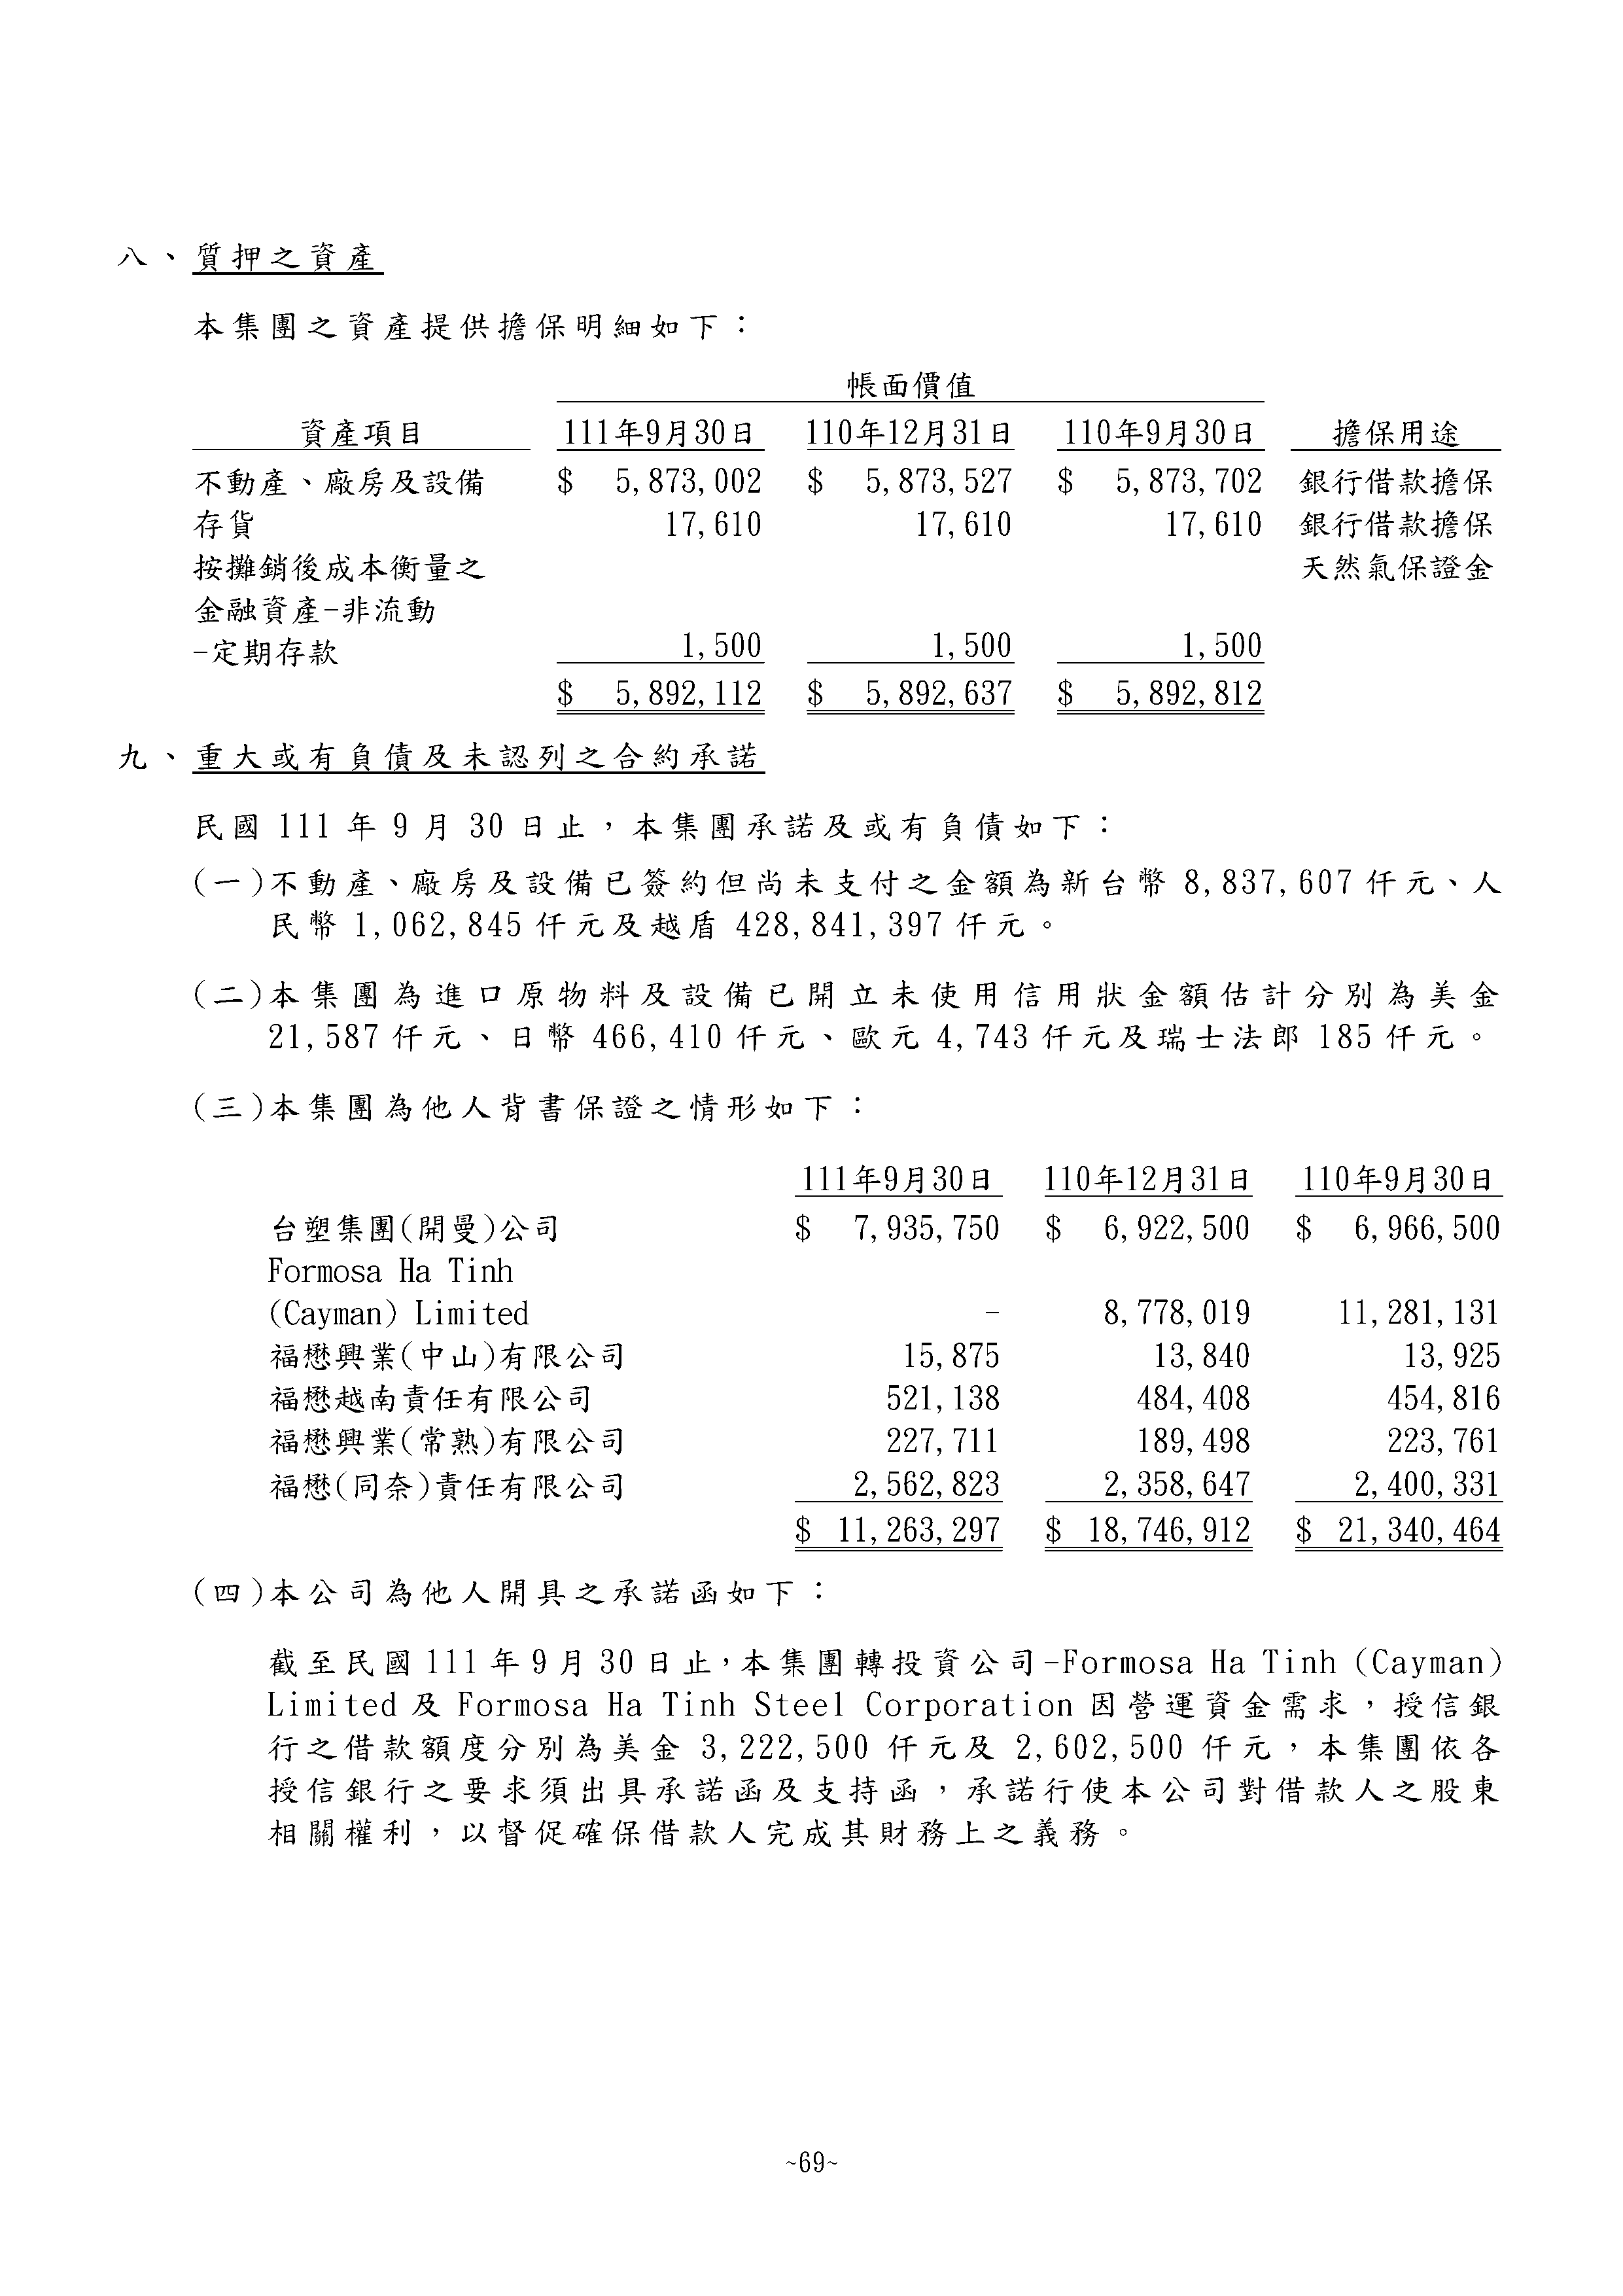 八、質押之資產
本集團之資產提供擔保明細如下：
帳面價值
資產項目 111年9月30日 110年12月31日 110年9月30日 擔保用途
不動產、廠房及設備 $ 5,873,002 $ 5,873,527 $ 5,873,702 銀行借款擔保
存貨 17,610 17,610 17,610 銀行借款擔保
按攤銷後成本衡量之 天然氣保證金
金融資產-非流動
-定期存款 1,500 1,500 1,500
$ 5,892,112 $ 5,892,637 $ 5,892,812
九、重大或有負債及未認列之合約承諾
民國 111 年 9 月 30 日止，本集團承諾及或有負債如下：
(一)不動產、廠房及設備已簽約但尚未支付之金額為新台幣 8,837,607 仟元、人
民幣 1,062,845 仟元及越盾 428,841,397 仟元。
(二)本集團為進口原物料及設備已開立未使用信用狀金額估計分別為美金
21,587 仟元、日幣 466,410 仟元、歐元 4,743 仟元及瑞士法郎 185 仟元。
(三)本集團為他人背書保證之情形如下：
111年9月30日 110年12月31日 110年9月30日
台塑集團(開曼)公司 $ 7,935,750 $ 6,922,500 $ 6,966,500
Formosa Ha Tinh
(Cayman) Limited - 8,778,019 11,281,131
福懋興業(中山)有限公司 15,875 13,840 13,925
福懋越南責任有限公司 521,138 484,408 454,816
福懋興業(常熟)有限公司 227,711 189,498 223,761
福懋(同奈)責任有限公司 2,562,823 2,358,647 2,400,331
$ 11,263,297 $ 18,746,912 $ 21,340,464
(四)本公司為他人開具之承諾函如下：
截至民國 111 年 9 月 30 日止，本集團轉投資公司-Formosa Ha Tinh (Cayman)
Limited 及 Formosa Ha Tinh Steel Corporation 因營運資金需求，授信銀
行之借款額度分別為美金 3,222,500 仟元及 2,602,500 仟元，本集團依各
授信銀行之要求須出具承諾函及支持函，承諾行使本公司對借款人之股東
相關權利，以督促確保借款人完成其財務上之義務。
~69~